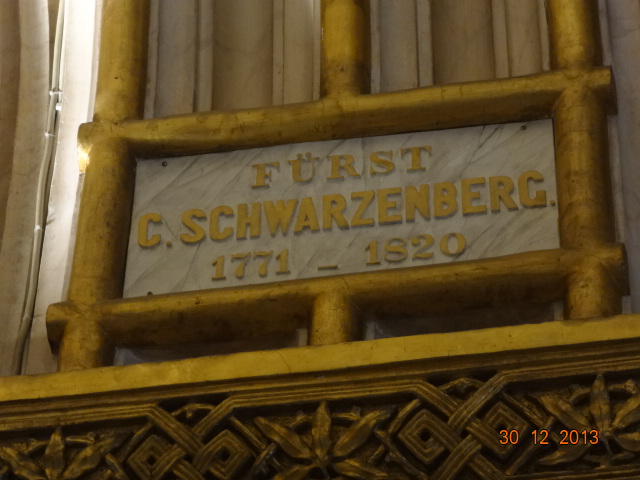 FÜRST
C. SCHWARZENBERG.
1771 – 1820
30 12 2013